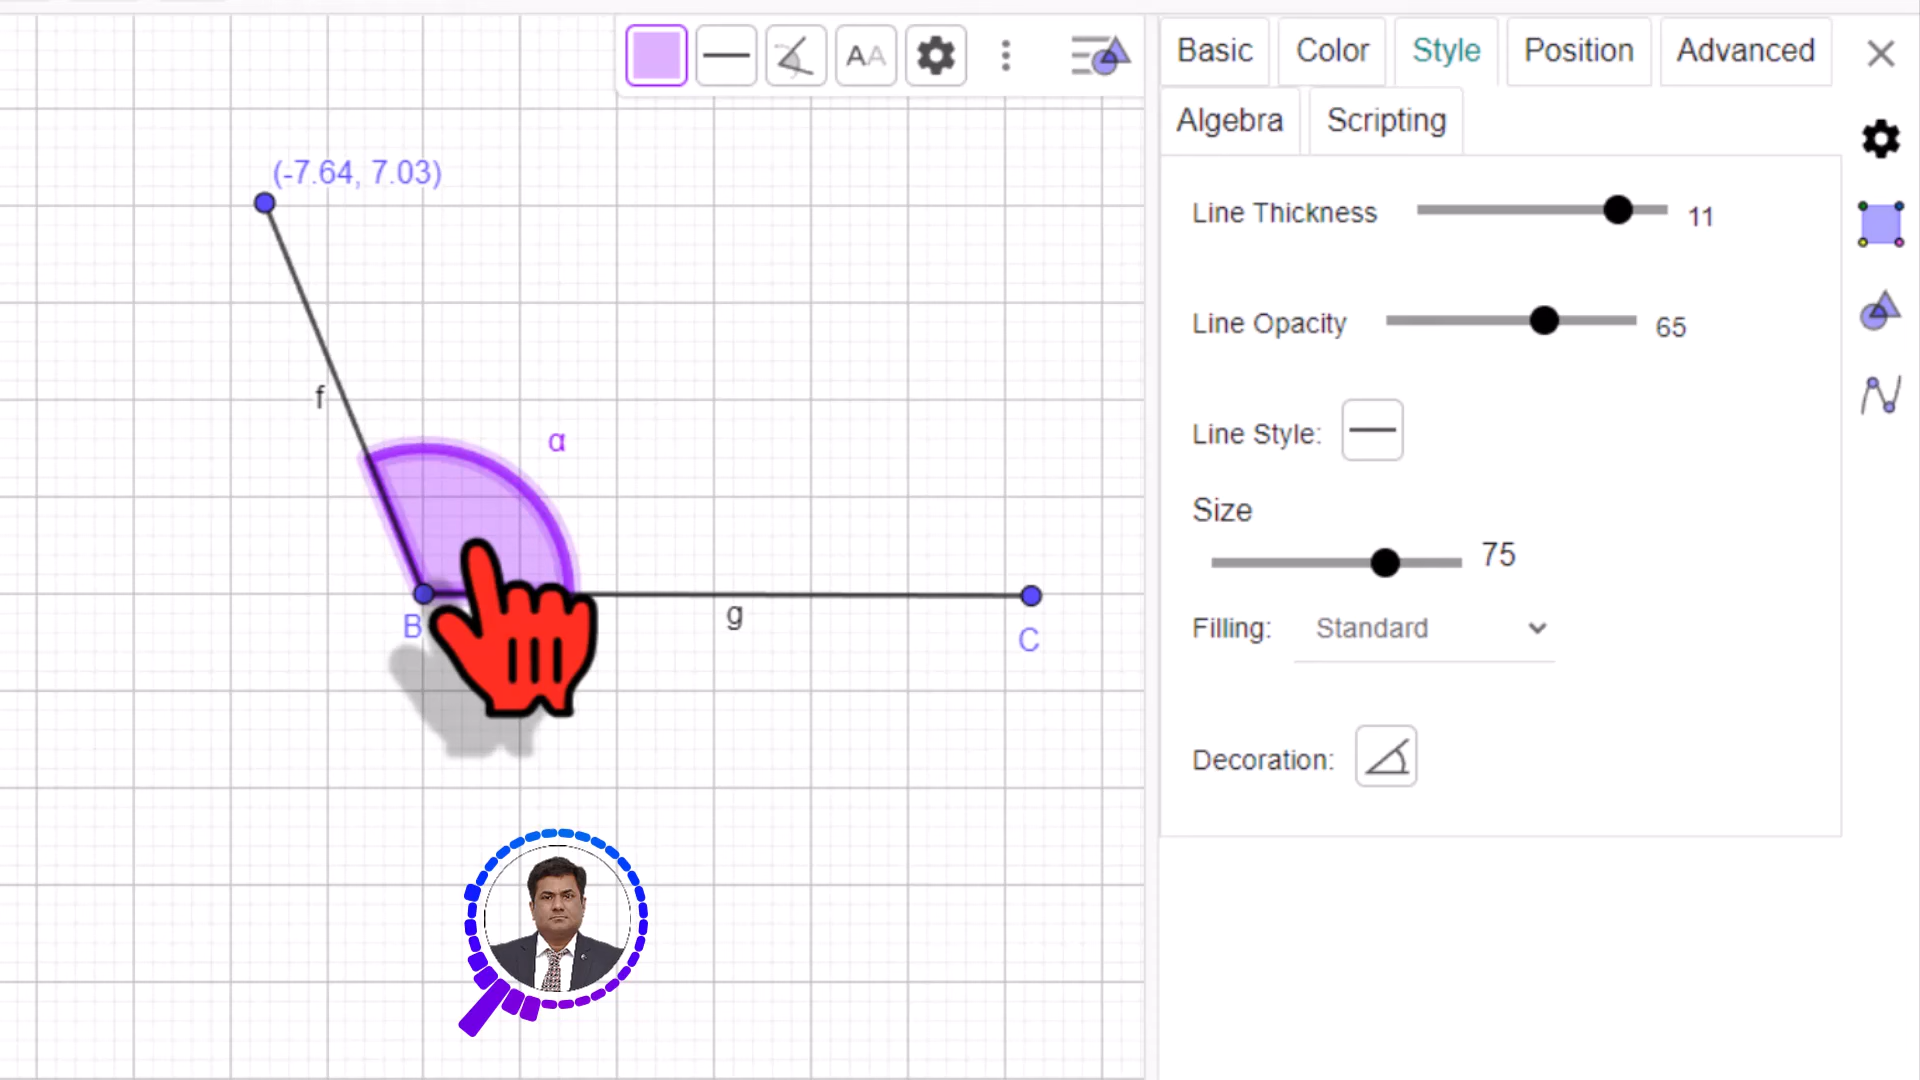 Basic Color Style Position Advanced
Algebra Scripting
AA
(-7.64, 7.03)
f
α
B
g
C
Line Thickness 11
Line Opacity 65
Line Style:
Size
75
Filling: Standard
Decoration: